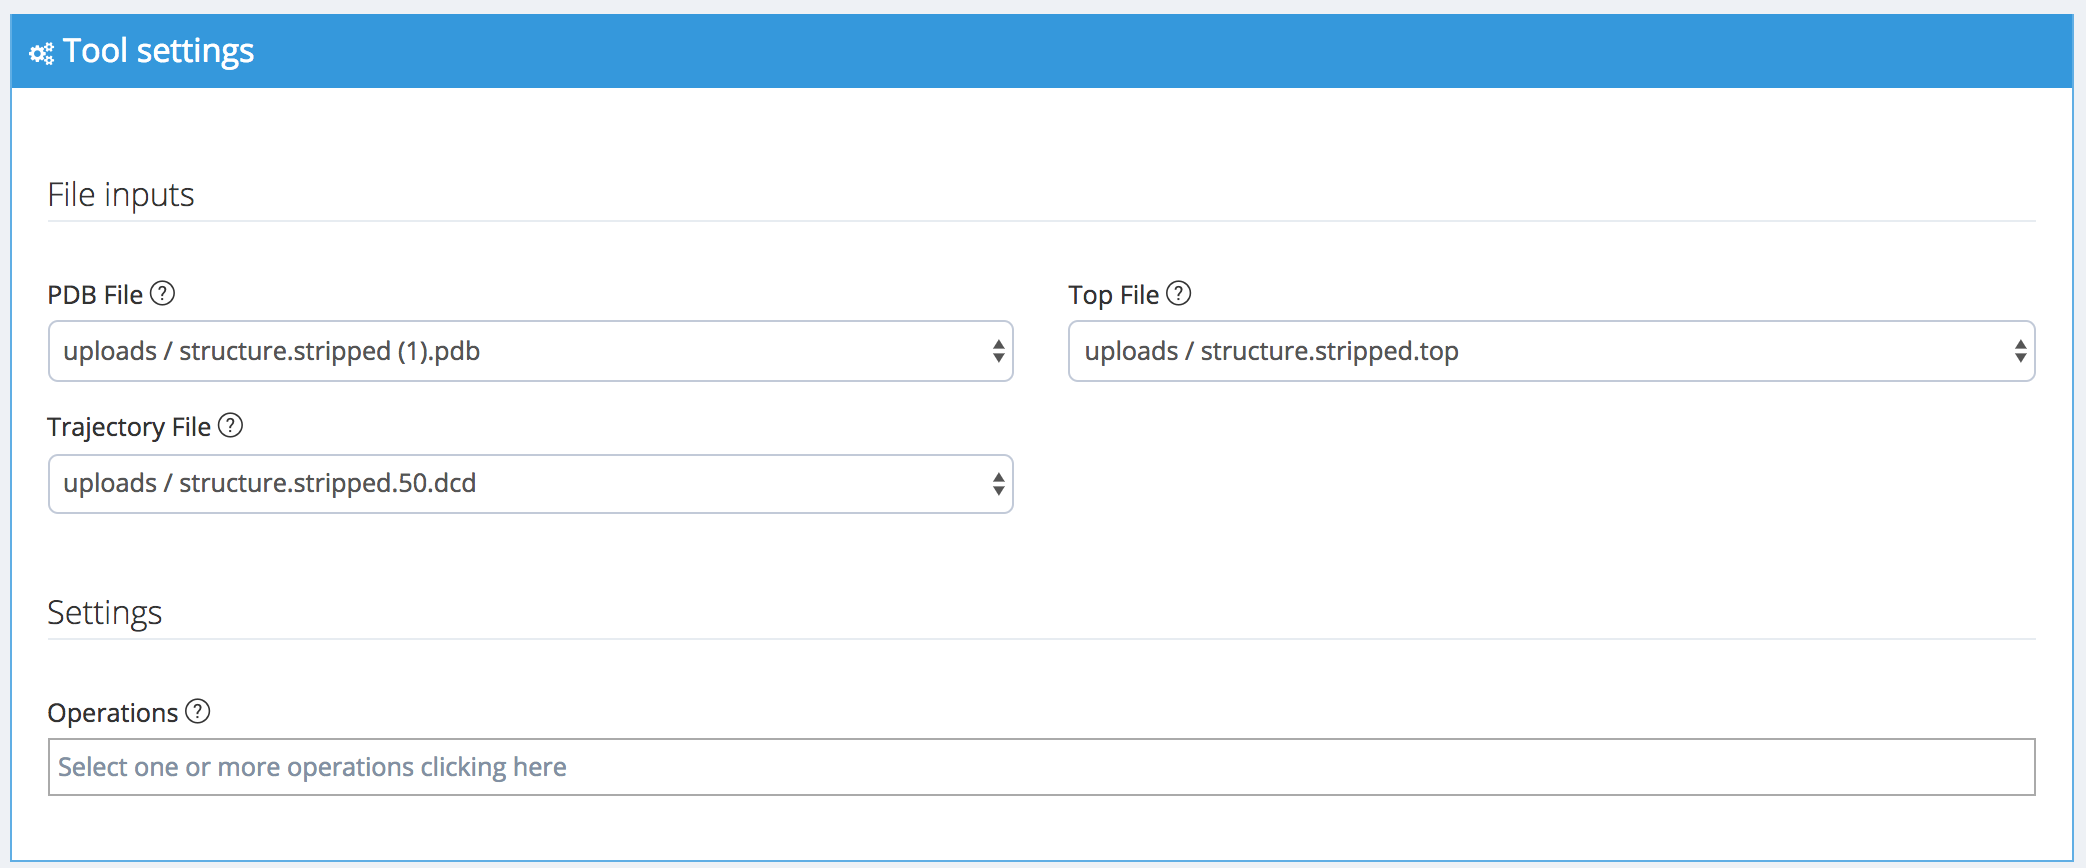 Tool settings
File inputs
PDB File ?
uploads / structure.stripped (1).pdb
Top File ?
uploads / structure.stripped.top
Trajectory File ?
uploads / structure.stripped.50.dcd
Settings
Operations ?
Select one or more operations clicking here